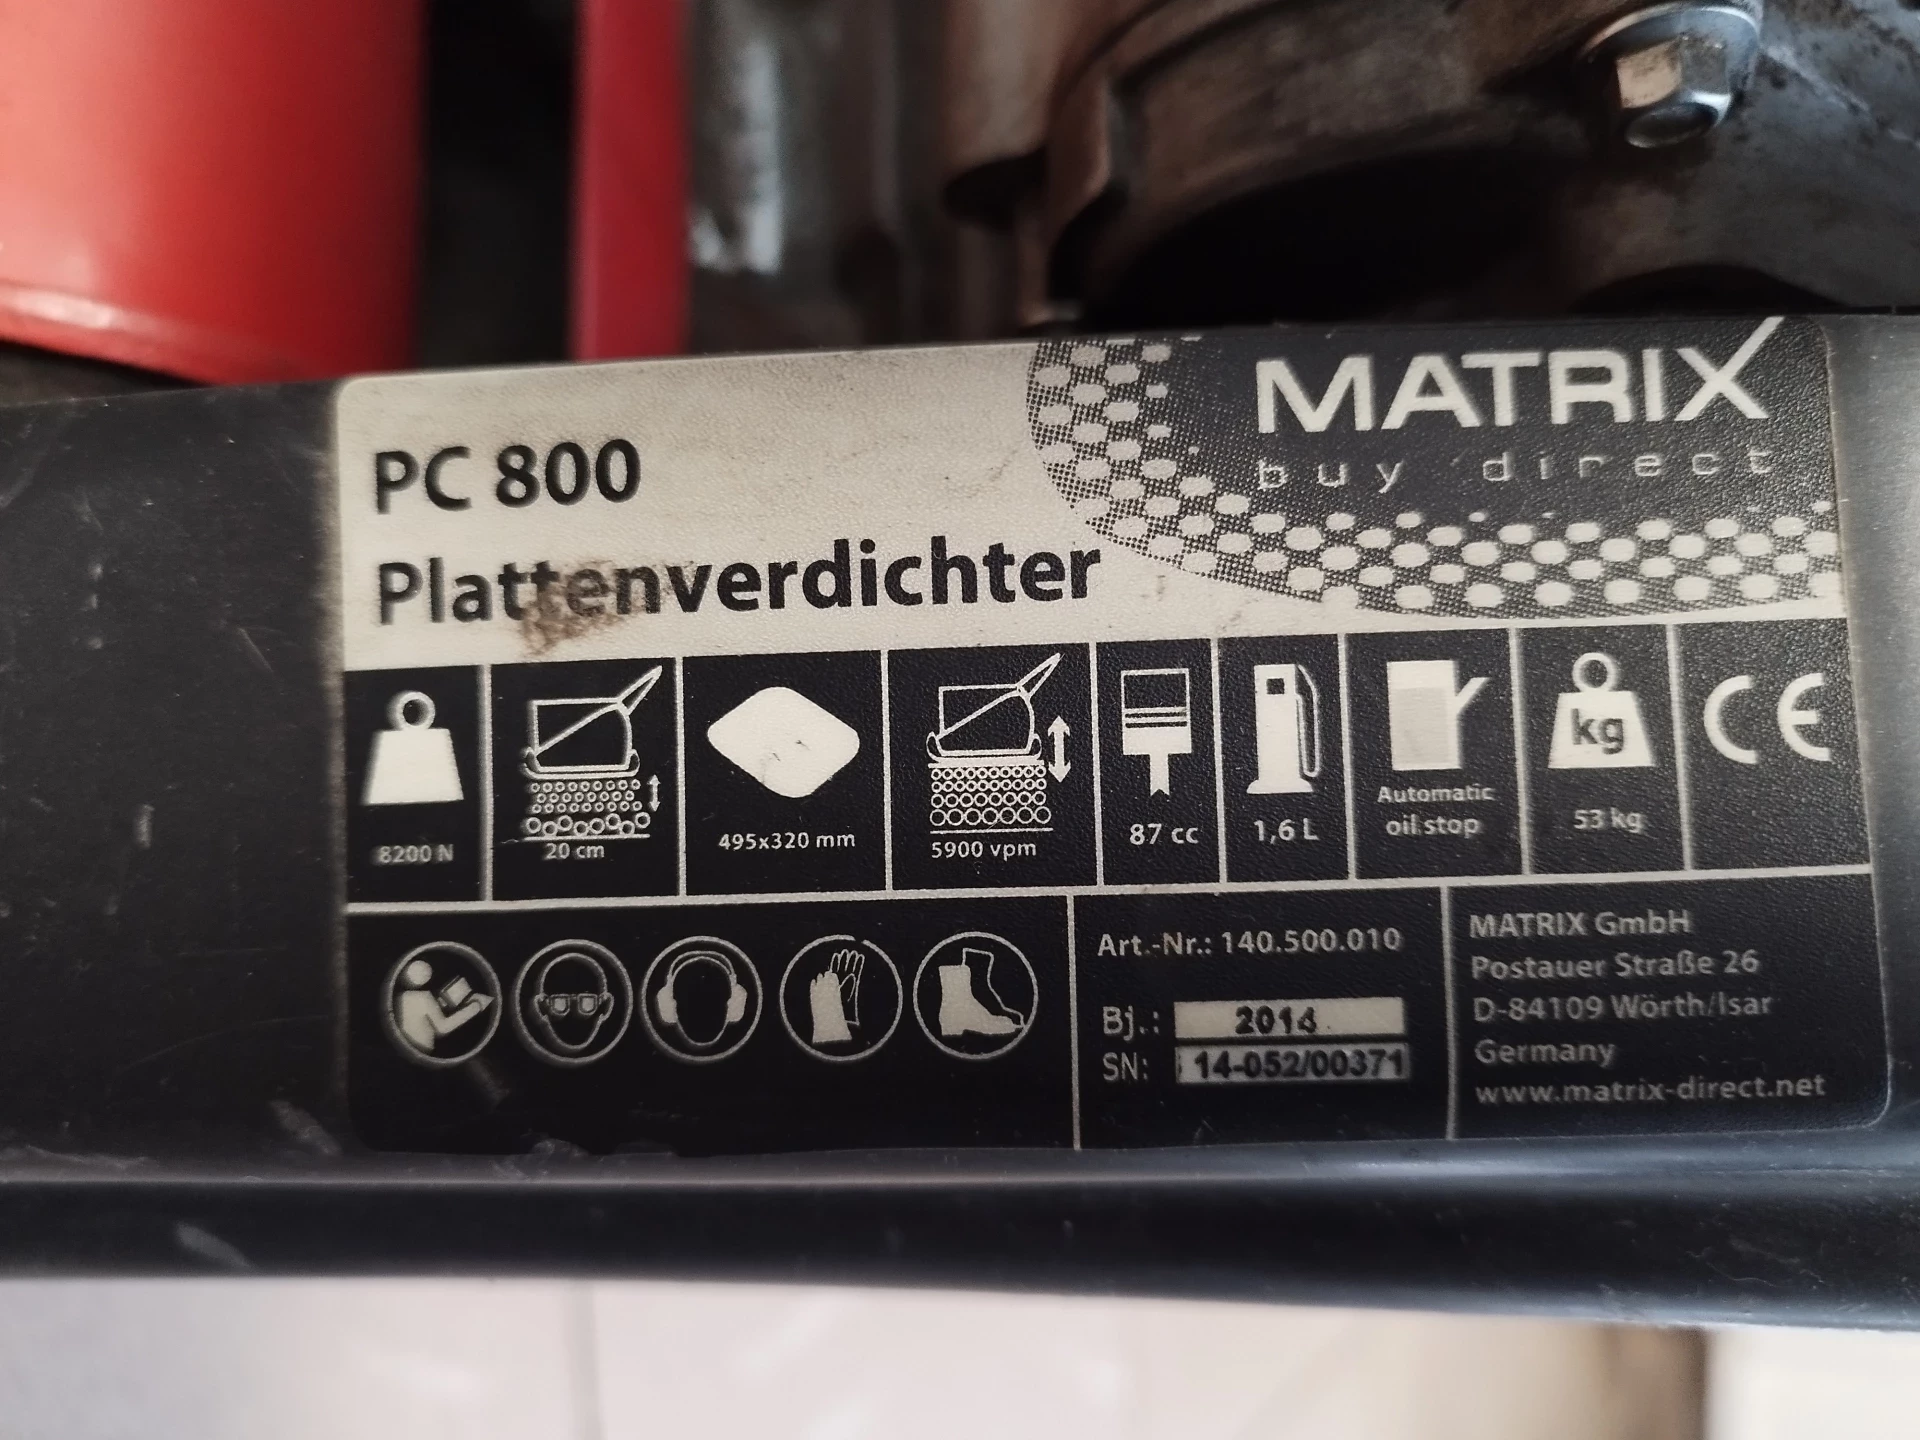 MATRIX
buy direct
PC 800
Plattenverdichter
8200 N
20 cm
495x320 mm
5900 vpm
87 cc
1,6 L
Automatic
oil stop
kg
53 kg
CE
Art.-Nr.: 140.500.010
Bj.: 2014
SN: 14-052/00371
MATRIX GmbH
Postauer Straße 26
D-84109 Wörth/Isar
Germany
www.matrix-direct.net